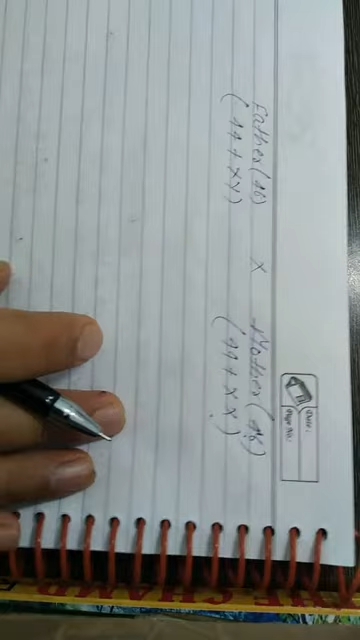 Date:
Page No:
Father (46) X Mother (46)
(44 + XY) (44 + XX)